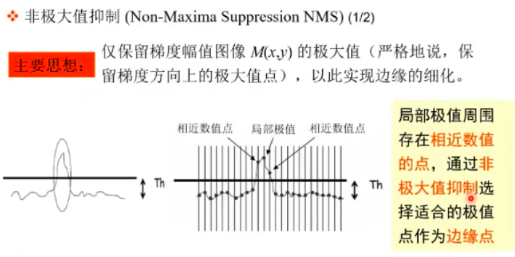 ❖ 非极大值抑制 (Non-Maxima Suppression NMS) (1/2)
主要思想：
仅保留梯度幅值图像 M(x,y) 的极大值（严格地说，保
留梯度方向上的极大值点），以此实现边缘的细化。
Th
相近数值点 局部极值 相近数值点
Th
局部极值周围
存在相近数值
的点，通过非
极大值抑制选
择适合的极值
点作为边缘点